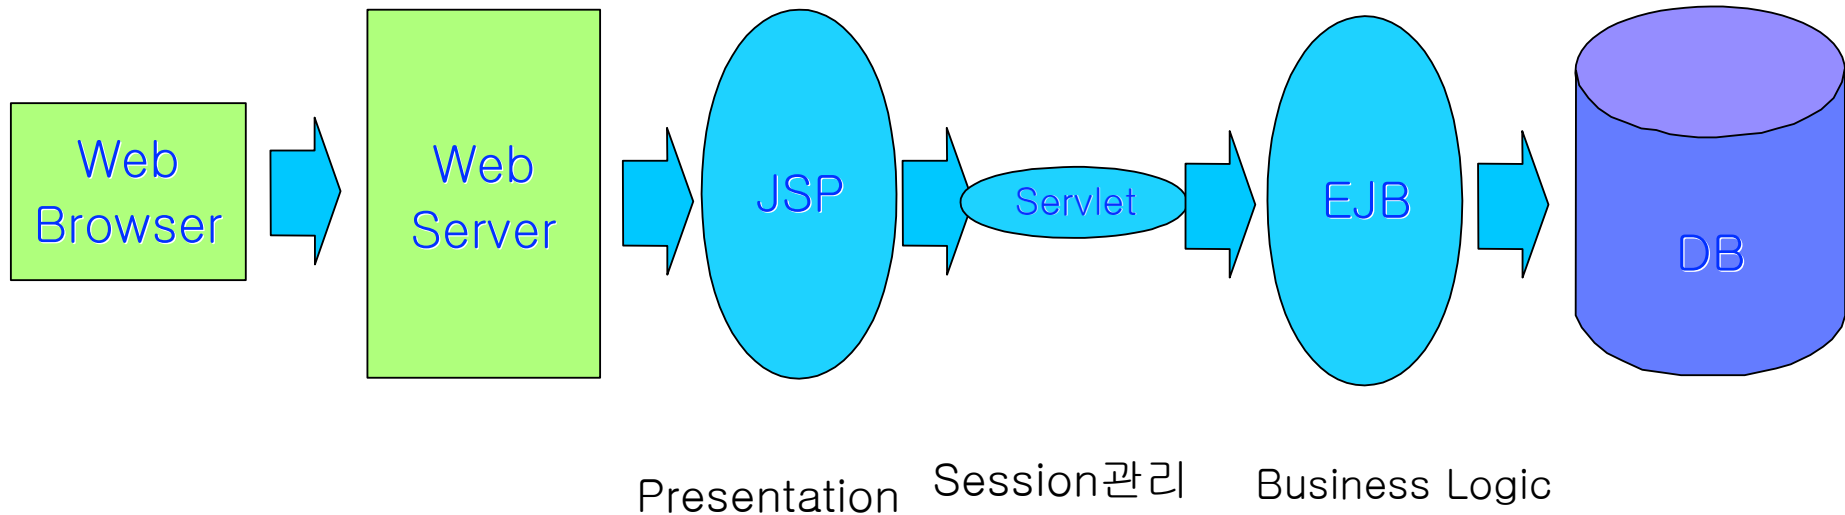 Web
Browser
Web
Server
JSP
Servlet
EJB
DB
Presentation
Session관리
Business Logic